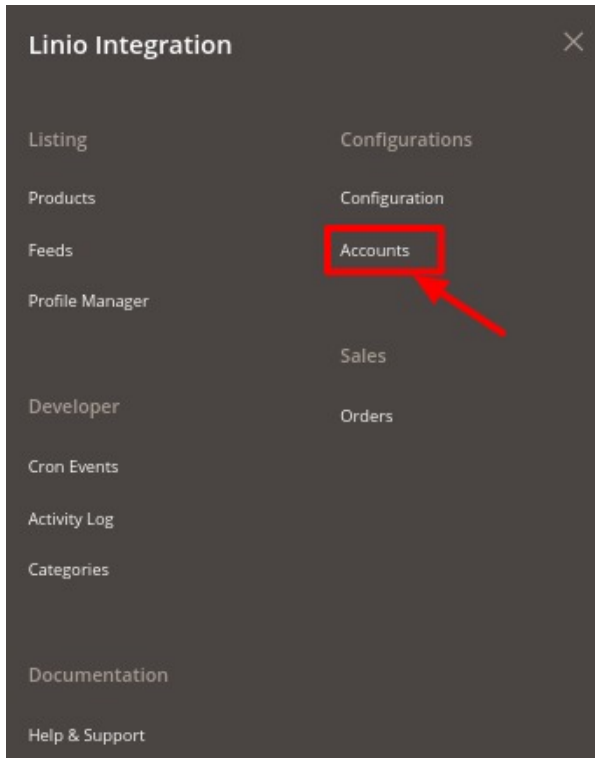 Linio Integration
Listing
Products
Feeds
Profile Manager
Developer
Cron Events
Activity Log
Categories
Documentation
Help & Support
Configurations
Configuration
Accounts
Sales
Orders